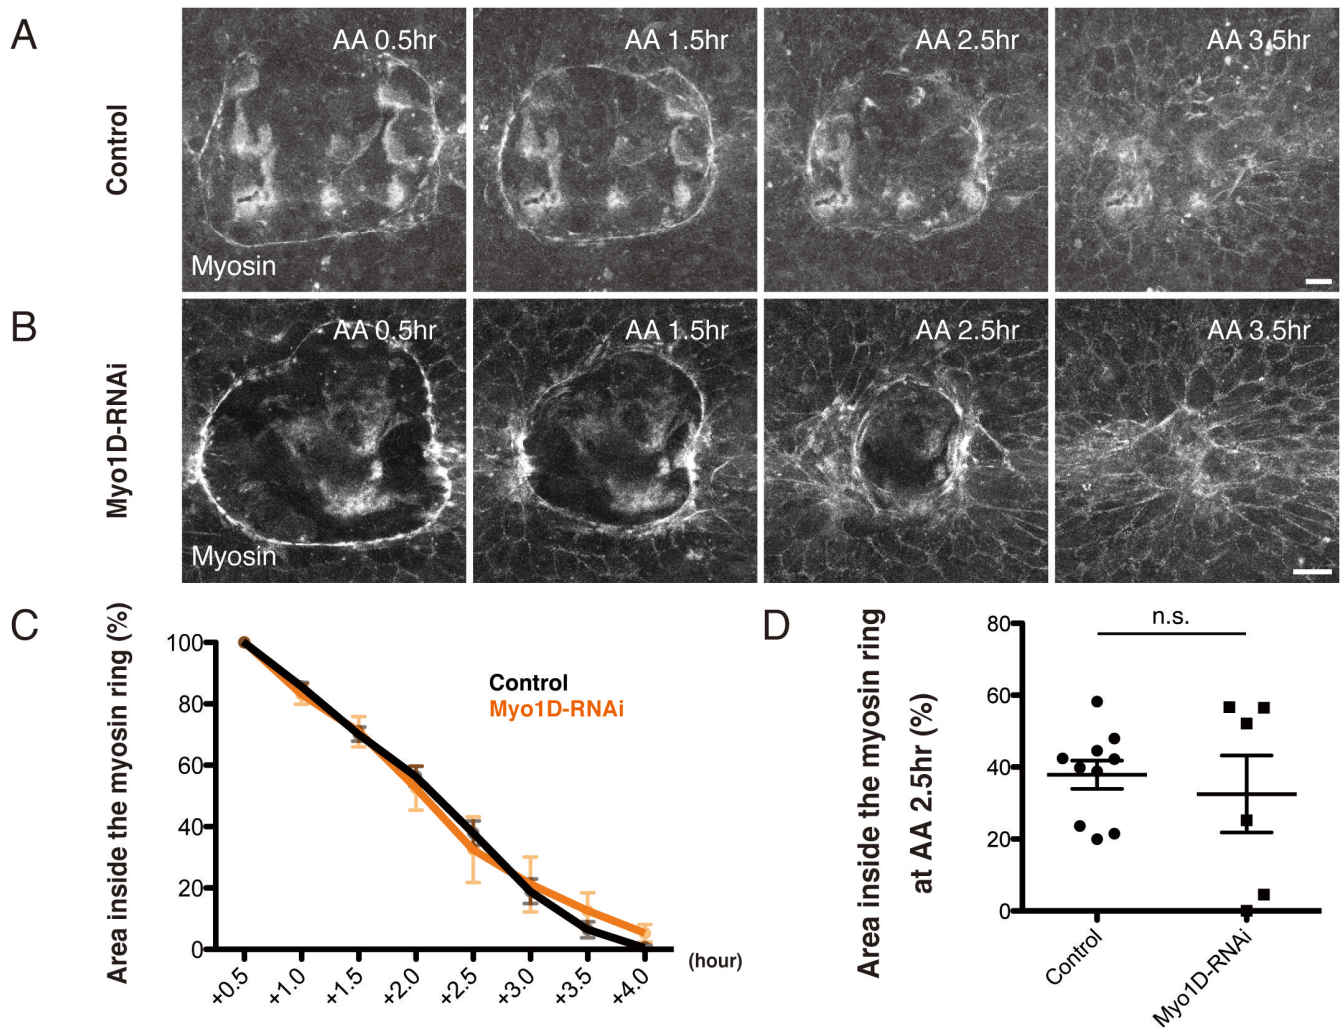 A
Control
AA 0.5hr
AA 1.5hr
AA 2.5hr
AA 3.5hr
Myosin
B
Myo1D-RNAi
AA 0.5hr
AA 1.5hr
AA 2.5hr
AA 3.5hr
Myosin
C
Area inside the myosin ring (%)
100
80
60
40
20
0
Control
Myo1D-RNAi
+0.5
+1.0
+1.5
+2.0
+2.5
+3.0
+3.5
+4.0
(hour)
D
Area inside the myosin ring
at AA 2.5hr (%)
80
60
40
20
0
n.s.
Control
Myo1D-RNAi